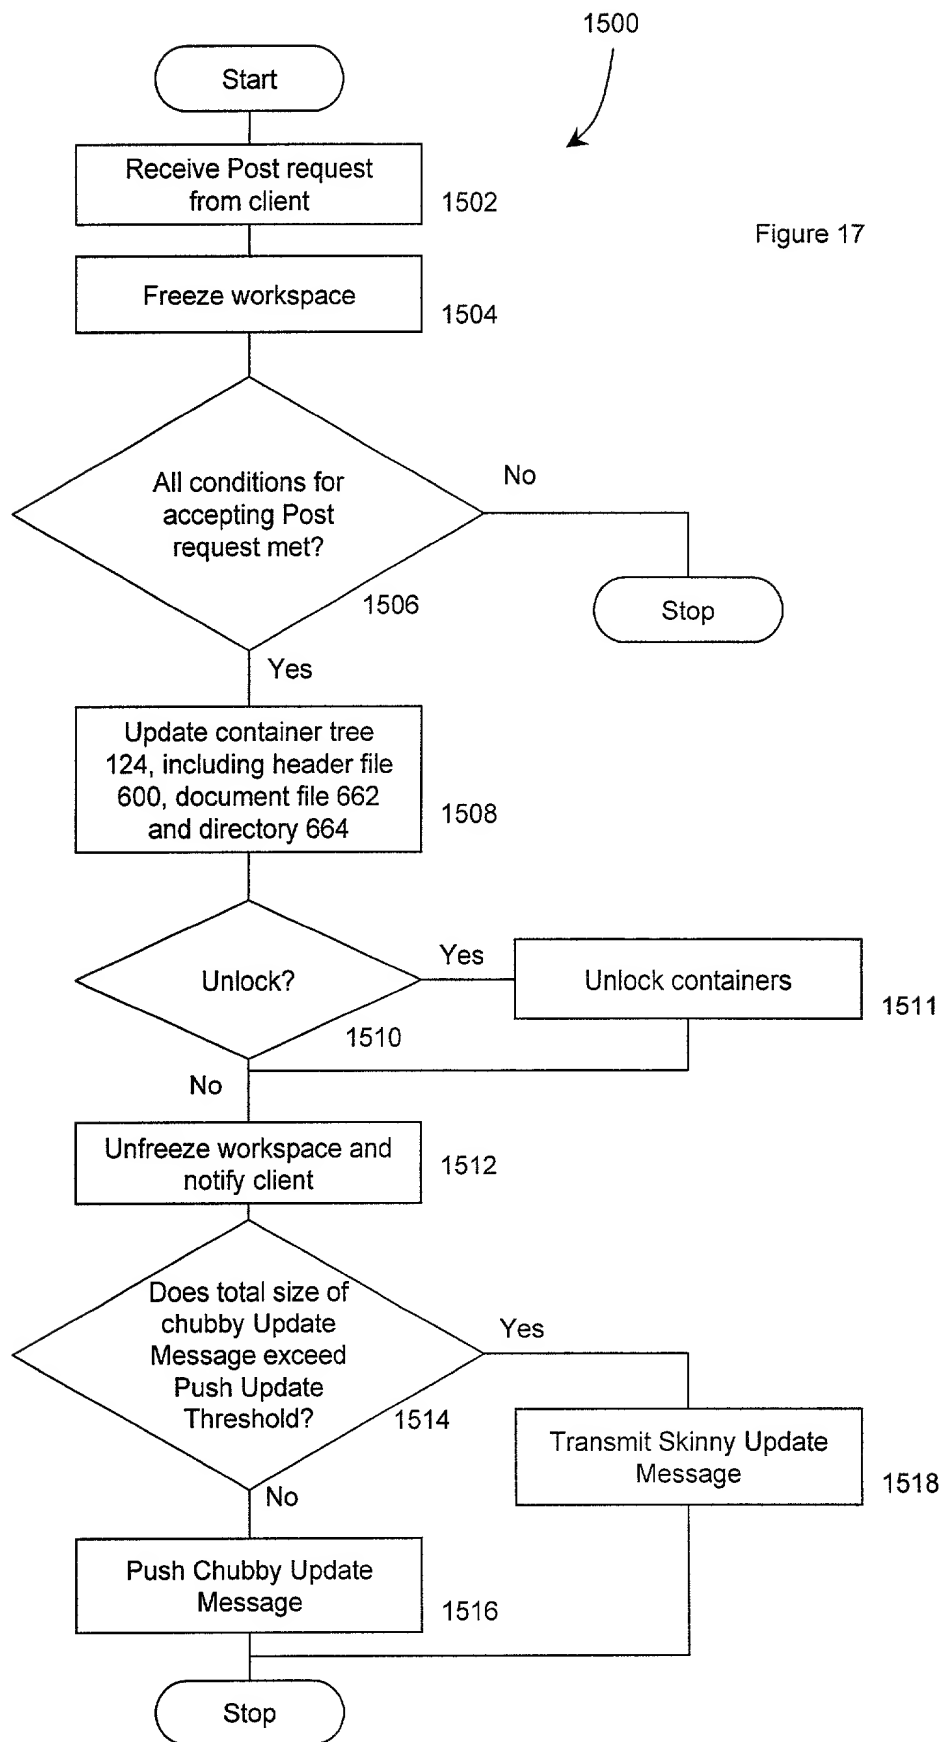 1500
Start
Receive Post request
from client
1502
Figure 17
Freeze workspace
1504
All conditions for
accepting Post
request met?
No
1506
Stop
Yes
Update container tree
124, including header file
600, document file 662
and directory 664
1508
Unlock?
Yes
Unlock containers
1511
1510
No
Unfreeze workspace and
notify client
1512
Does total size of
chubby Update
Message exceed
Push Update
Threshold?
Yes
1514
Transmit Skinny Update
Message
1518
No
Push Chubby Update
Message
1516
Stop